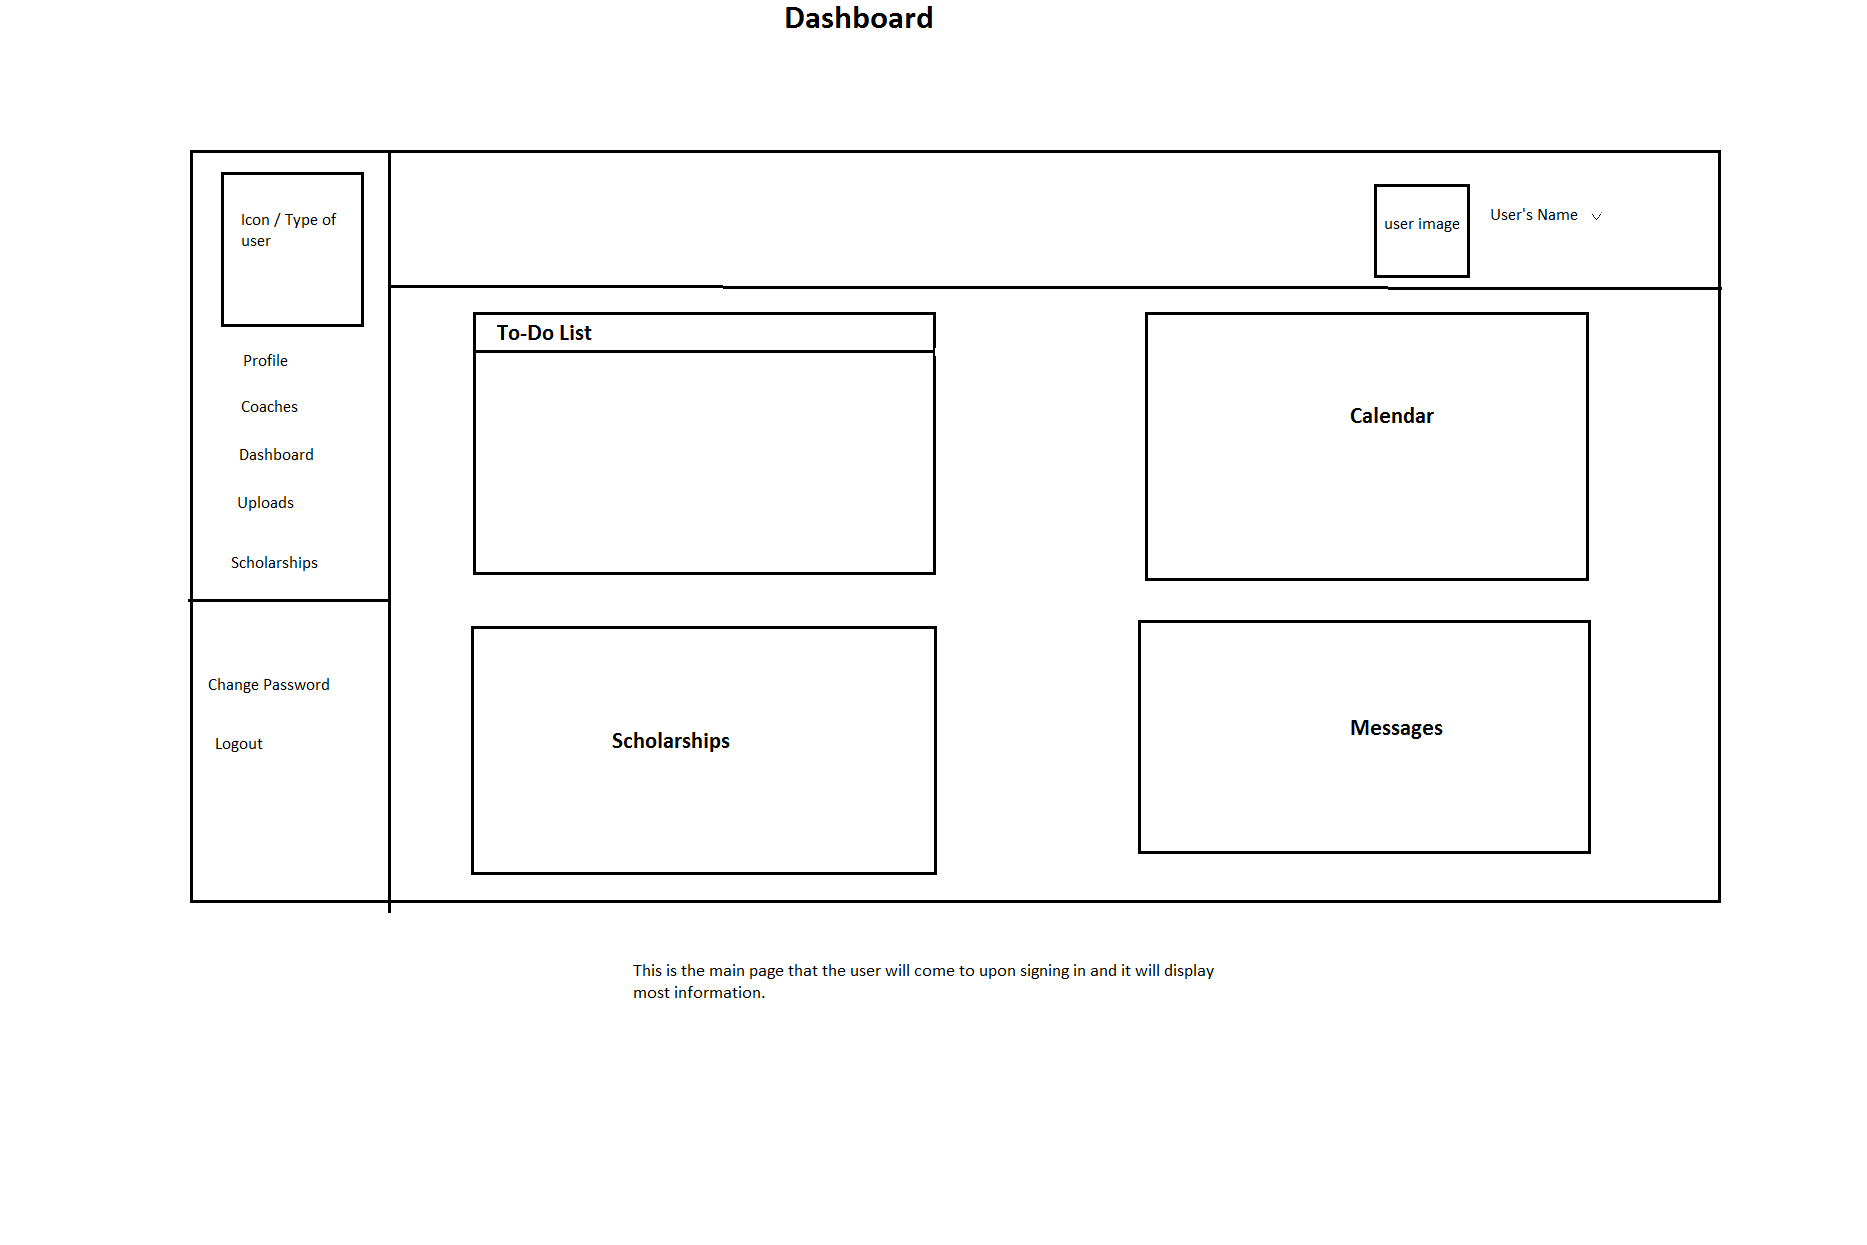 Dashboard
Icon / Type of
user
user image
User's Name
Profile
Coaches
Dashboard
Uploads
Scholarships
Change Password
Logout
To-Do List
Calendar
Scholarships
Messages
This is the main page that the user will come to upon signing in and it will display
most information.